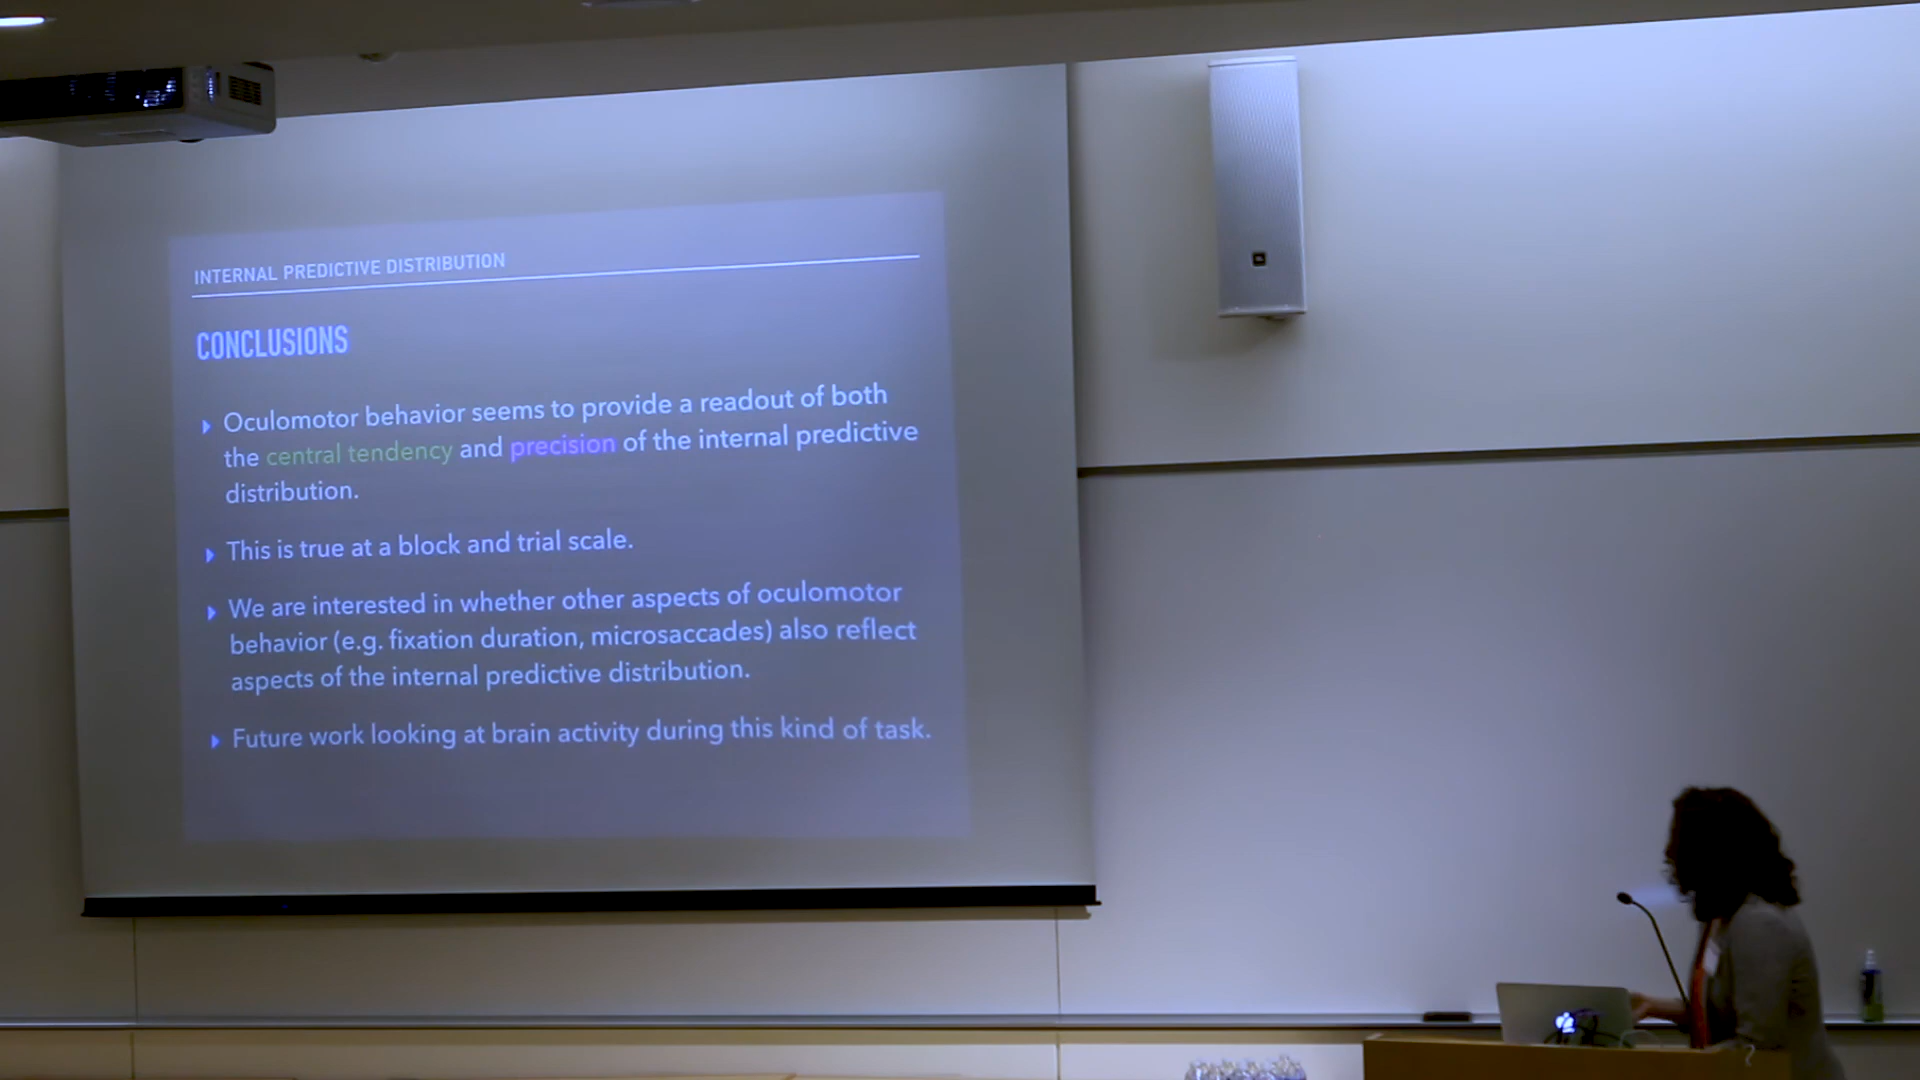 INTERNAL PREDICTIVE DISTRIBUTION
CONCLUSIONS
Oculomotor behavior seems to provide a readout of both
the central tendency and precision of the internal predictive
distribution.
This is true at a block and trial scale.
We are interested in whether other aspects of oculomotor
behavior (e.g. fixation duration, microsaccades) also reflect
aspects of the internal predictive distribution.
Future work looking at brain activity during this kind of task.